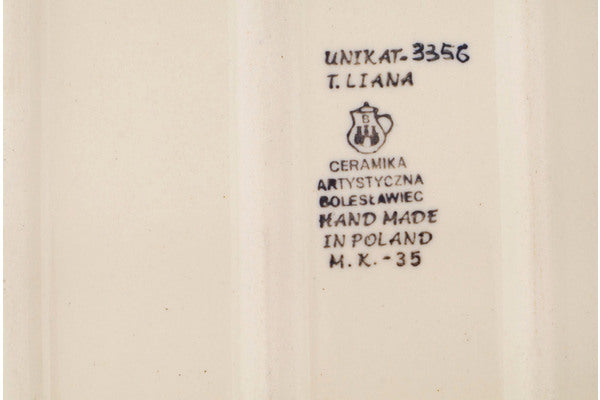 UNIKAT-3356
T. LIANA
B
CERAMIKA
ARTYSTYCZNA
BOLESŁAWIEC
HAND MADE
IN POLAND
M.K.-35